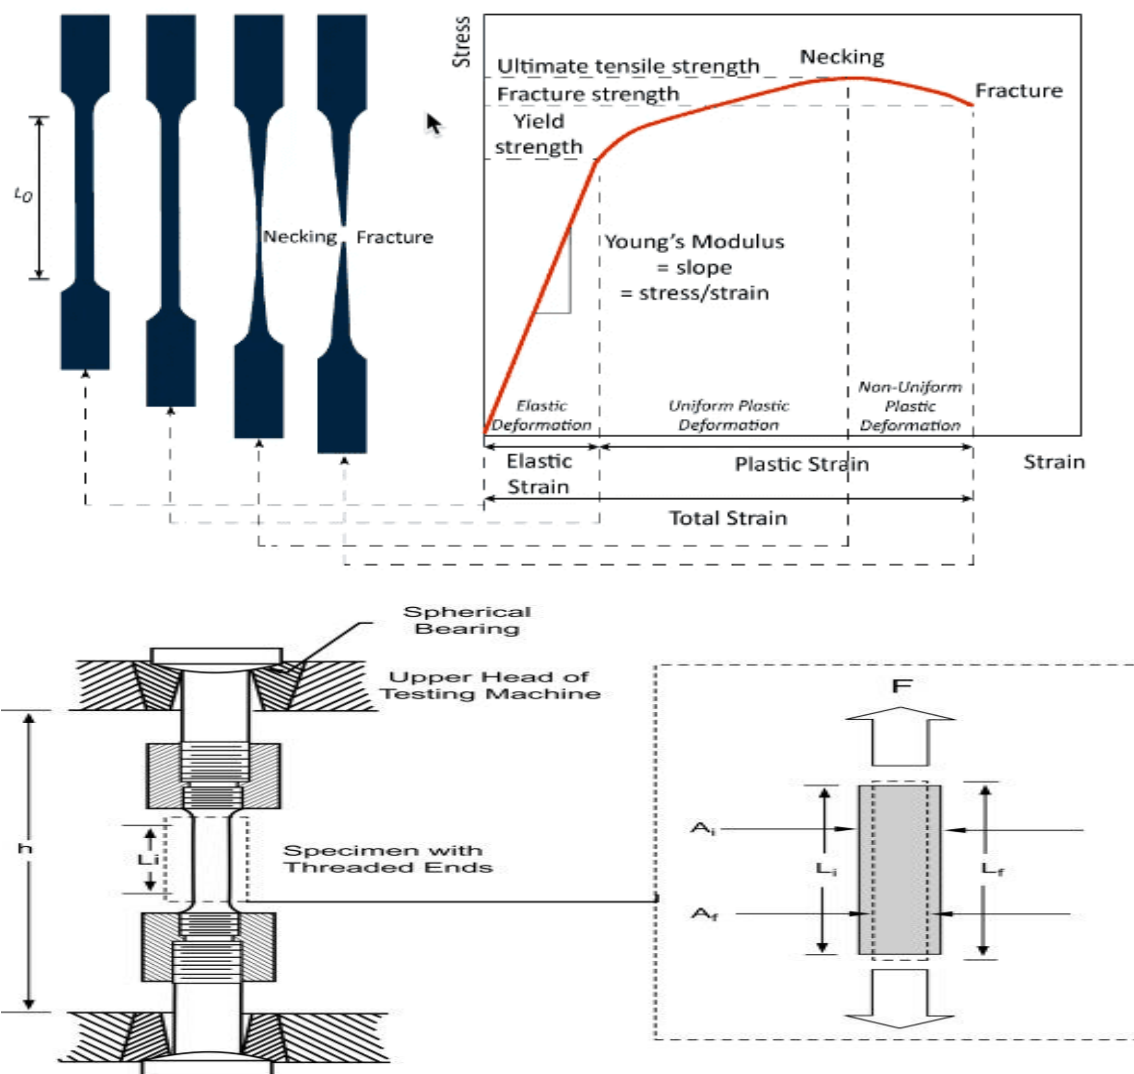 Stress
Ultimate tensile strength
Necking
Fracture strength
Fracture
Yield
strength
L0
Necking
Fracture
Young's Modulus
= slope
= stress/strain
Elastic
Deformation
Uniform Plastic
Deformation
Non-Uniform
Plastic
Deformation
Elastic
Strain
Plastic Strain
Strain
Total Strain
Spherical
Bearing
Upper Head of
Testing Machine
h
Li
Specimen with
Threaded Ends
F
Ai
Li
Lf
Af